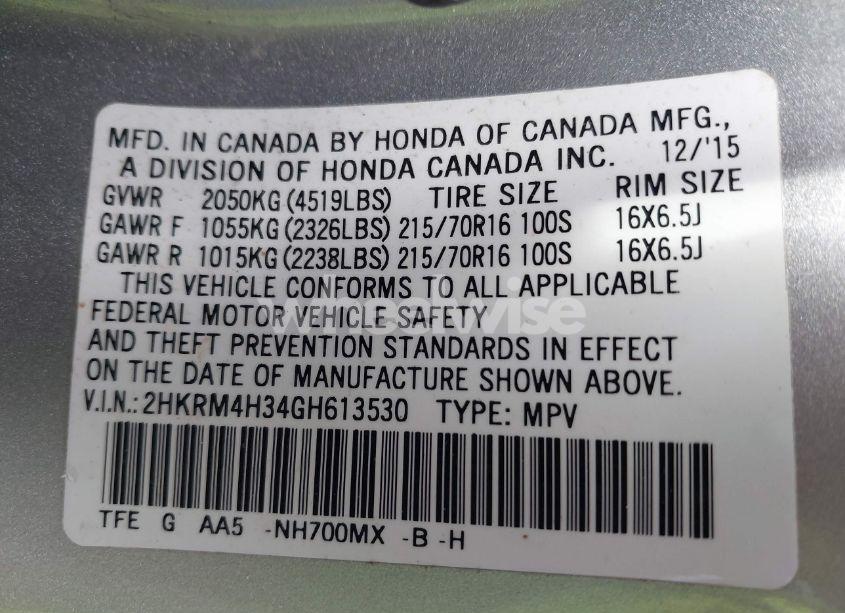 MFD. IN CANADA BY HONDA OF CANADA MFG.,
A DIVISION OF HONDA CANADA INC. 12/'15
GVWR 2050KG (4519LBS) TIRE SIZE RIM SIZE
GAWR F 1055KG (2326LBS) 215/70R16 100S 16X6.5J
GAWR R 1015KG (2238LBS) 215/70R16 100S 16X6.5J
THIS VEHICLE CONFORMS TO ALL APPLICABLE
FEDERAL MOTOR VEHICLE SAFETY
AND THEFT PREVENTION STANDARDS IN EFFECT
ON THE DATE OF MANUFACTURE SHOWN ABOVE.
V.I.N.: 2HKRM4H34GH613530 TYPE: MPV
TFE G AA5 -NH700MX -B -H
wheelwise